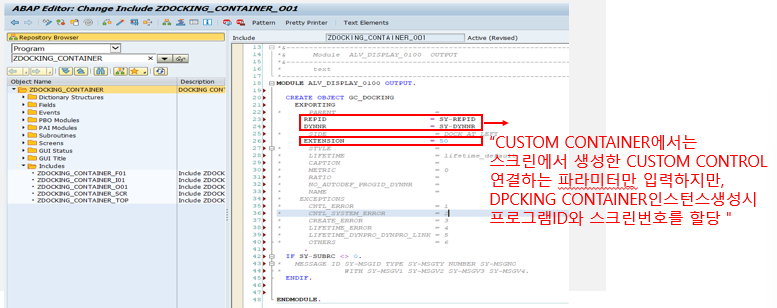 ABAP Editor: Change Include ZDOCKING_CONTAINER_O01
Pattern Pretty Printer Text Elements
Repository Browser
Program
ZDOCKING_CONTAINER
Object Name Description
ZDOCKING_CONTAINER DOCKING CONT
Dictionary Structures
Fields
Events
PBO Modules
PAI Modules
Subroutines
Screens
GUI Status
GUI Title
Includes
ZDOCKING_CONTAINER_F01 Include ZDOCK
ZDOCKING_CONTAINER_I01 Include ZDOCK
ZDOCKING_CONTAINER_O01 Include ZDOCK
ZDOCKING_CONTAINER_SCR Include ZDOCK
ZDOCKING_CONTAINER_TOP Include ZDOCK
Include ZDOCKING_CONTAINER_O01 Active (Revised)
13
14 *& Module ALV_DISPLAY_0100 OUTPUT
15
16 * text
17
18 MODULE ALV_DISPLAY_0100 OUTPUT.
19
20 CREATE OBJECT GC_DOCKING
21 EXPORTING
22 * PARENT =
23 REPID = SY-REPID
24 DYNNR = SY-DYNNR
25 * SIDE = DOCK_AT_LEFT
26 EXTENSION = 50
27 * STYLE =
28 * LIFETIME = lifetime_default
29 * CAPTION =
30 * METRIC = 0
31 * RATIO =
32 * NO_AUTODEF_PROGID_DYNNR =
33 * NAME =
34 * EXCEPTIONS
35 * CNTL_ERROR = 1
36 * CNTL_SYSTEM_ERROR = 2
37 * CREATE_ERROR = 3
38 * LIFETIME_ERROR = 4
39 * LIFETIME_DYNPRO_DYNPRO_LINK = 5
40 * OTHERS = 6
41 .
42 IF SY-SUBRC <> 0.
43 * MESSAGE ID SY-MSGID TYPE SY-MSGTY NUMBER SY-MSGNO
44 * WITH SY-MSGV1 SY-MSGV2 SY-MSGV3 SY-MSGV4.
45 ENDIF.
46
47
48 ENDMODULE.
"CUSTOM CONTAINER에서는
스크린에서 생성한 CUSTOM CONTROL
연결하는 파라미터만 입력하지만,
DPCKING CONTAINER인스턴스생성시
프로그램ID와 스크린번호를 할당 "